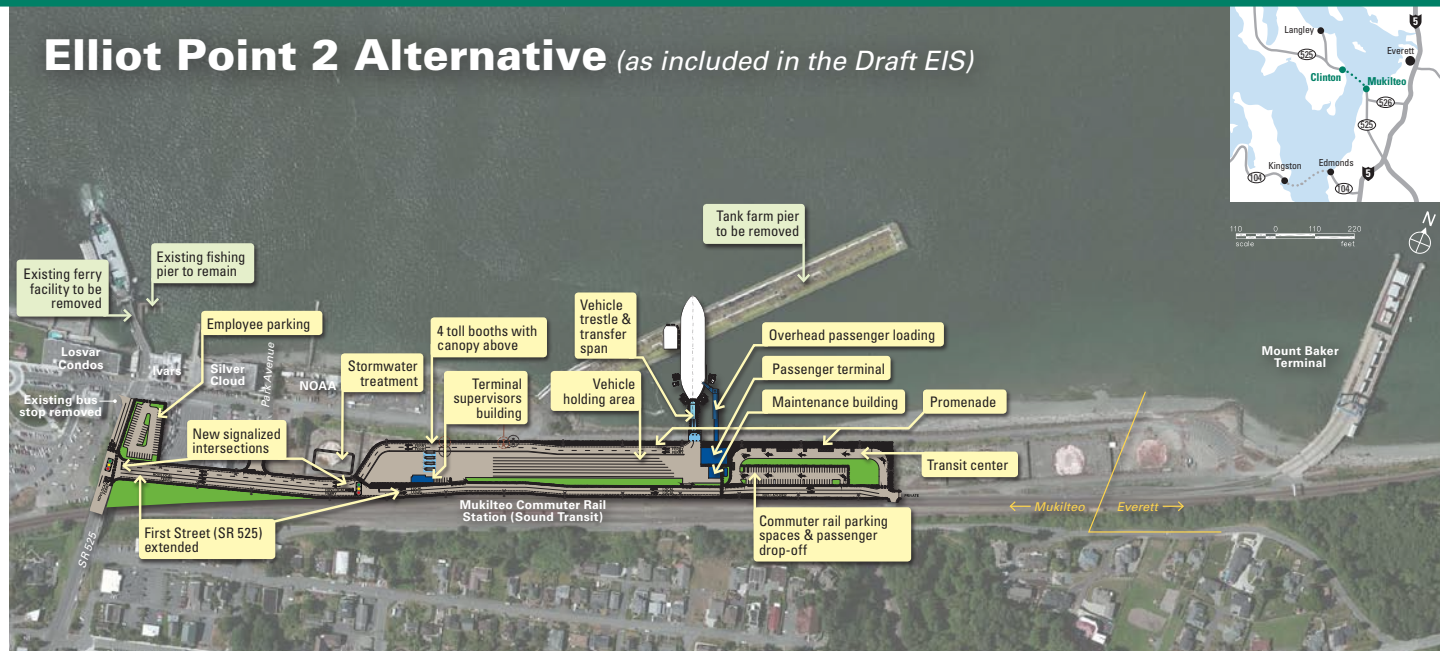 Elliot Point 2 Alternative (as included in the Draft EIS)
Langley
525
Clinton
Mukilteo
Everett
5
526
525
Kingston
Edmonds
104
104
5
N
110 0 110 220
scale feet
Tank farm pier
to be removed
Existing fishing
pier to remain
Existing ferry
facility to be
removed
Employee parking
4 toll booths with
canopy above
Vehicle
trestle &
transfer
span
Overhead passenger loading
Mount Baker
Terminal
Losvar
Condos
Ivars
Silver
Cloud
Park Avenue
NOAA
Stormwater
treatment
Terminal
supervisors
building
Vehicle
holding area
Passenger terminal
Maintenance building
Promenade
Existing bus
stop removed
New signalized
intersections
Transit center
Mukilteo Commuter Rail
Station (Sound Transit)
PRIVATE
Mukilteo
Everett
First Street (SR 525)
extended
Commuter rail parking
spaces & passenger
drop-off
SR 525